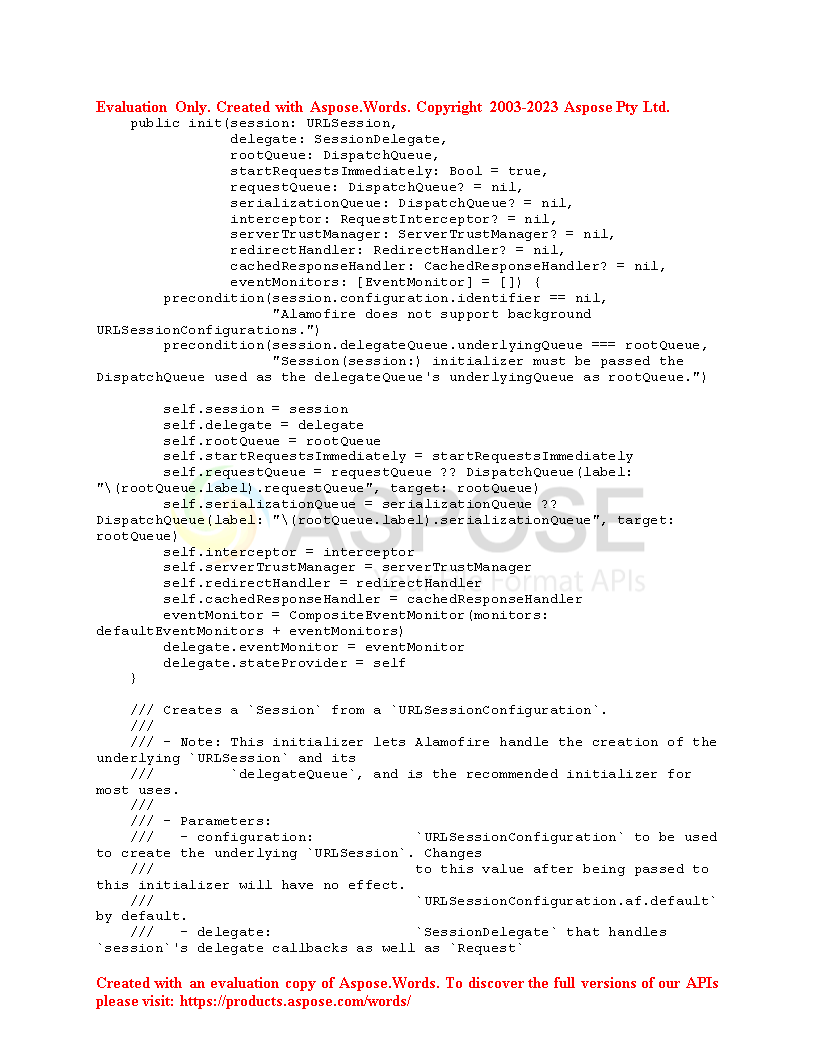 Evaluation Only. Created with Aspose.Words. Copyright 2003-2023 Aspose Pty Ltd.
    public init(session: URLSession,
                delegate: SessionDelegate,
                rootQueue: DispatchQueue,
                startRequestsImmediately: Bool = true,
                requestQueue: DispatchQueue? = nil,
                serializationQueue: DispatchQueue? = nil,
                interceptor: RequestInterceptor? = nil,
                serverTrustManager: ServerTrustManager? = nil,
                redirectHandler: RedirectHandler? = nil,
                cachedResponseHandler: CachedResponseHandler? = nil,
                eventMonitors: [EventMonitor] = []) {
        precondition(session.configuration.identifier == nil,
                     "Alamofire does not support background
URLSessionConfigurations.")
        precondition(session.delegateQueue.underlyingQueue === rootQueue,
                     "Session(session:) initializer must be passed the
DispatchQueue used as the delegateQueue's underlyingQueue as rootQueue.")

        self.session = session
        self.delegate = delegate
        self.rootQueue = rootQueue
        self.startRequestsImmediately = startRequestsImmediately
        self.requestQueue = requestQueue ?? DispatchQueue(label:
"\(rootQueue.label).requestQueue", target: rootQueue)
        self.serializationQueue = serializationQueue ??
DispatchQueue(label: "\(rootQueue.label).serializationQueue", target:
rootQueue)
        self.interceptor = interceptor
        self.serverTrustManager = serverTrustManager
        self.redirectHandler = redirectHandler
        self.cachedResponseHandler = cachedResponseHandler
        eventMonitor = CompositeEventMonitor(monitors:
defaultEventMonitors + eventMonitors)
        delegate.eventMonitor = eventMonitor
        delegate.stateProvider = self
    }

    /// Creates a `Session` from a `URLSessionConfiguration`.
    ///
    /// - Note: This initializer lets Alamofire handle the creation of the
underlying `URLSession` and its
    ///         `delegateQueue`, and is the recommended initializer for
most uses.
    ///
    /// - Parameters:
    ///   - configuration:            `URLSessionConfiguration` to be used
to create the underlying `URLSession`. Changes
    ///                               to this value after being passed to
this initializer will have no effect.
    ///                               `URLSessionConfiguration.af.default`
by default.
    ///   - delegate:                 `SessionDelegate` that handles
`session`'s delegate callbacks as well as `Request`
ASPOSE
Format APIs
Created with an evaluation copy of Aspose.Words. To discover the full versions of our APIs
please visit: https://products.aspose.com/words/